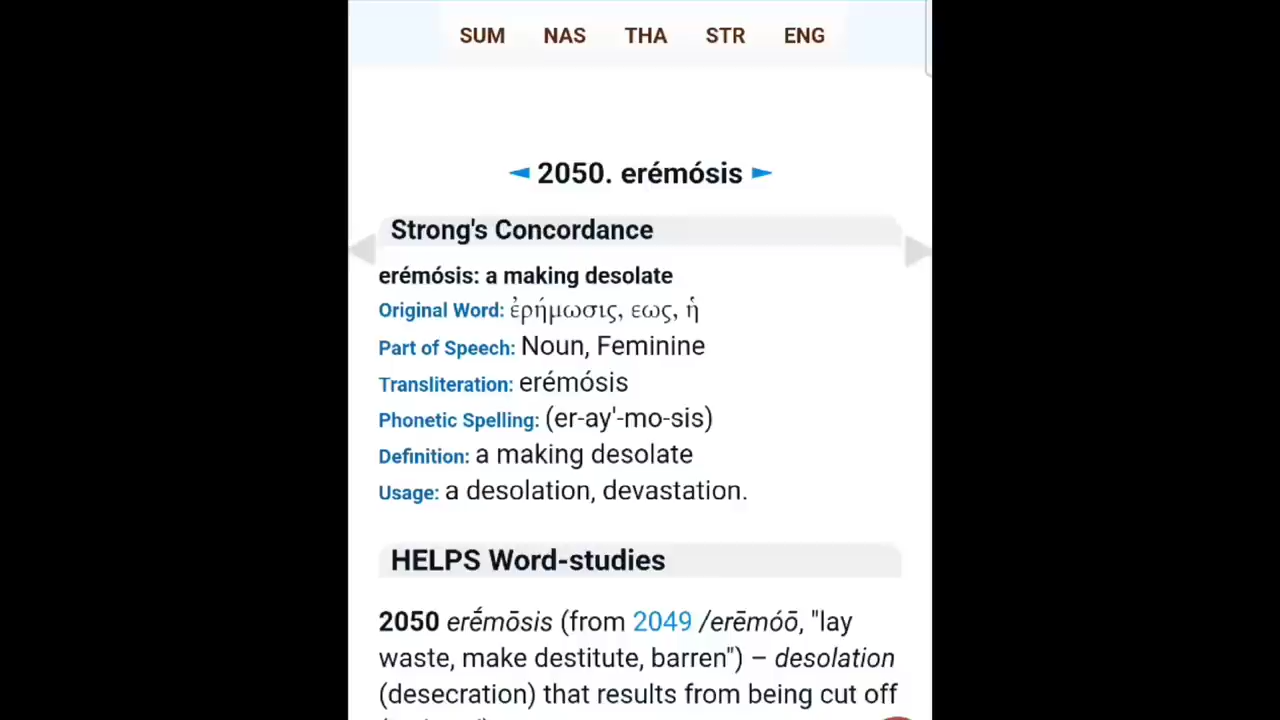 SUM NAS THA STR ENG
◄ 2050. erémósis ►
Strong's Concordance
erémósis: a making desolate
Original Word: ἐρήμωσις, εως, ἡ
Part of Speech: Noun, Feminine
Transliteration: erémósis
Phonetic Spelling: (er-ay'-mo-sis)
Definition: a making desolate
Usage: a desolation, devastation.
HELPS Word-studies
2050 erḗmōsis (from 2049 /erēmóō, "lay
waste, make destitute, barren") – desolation
(desecration) that results from being cut off